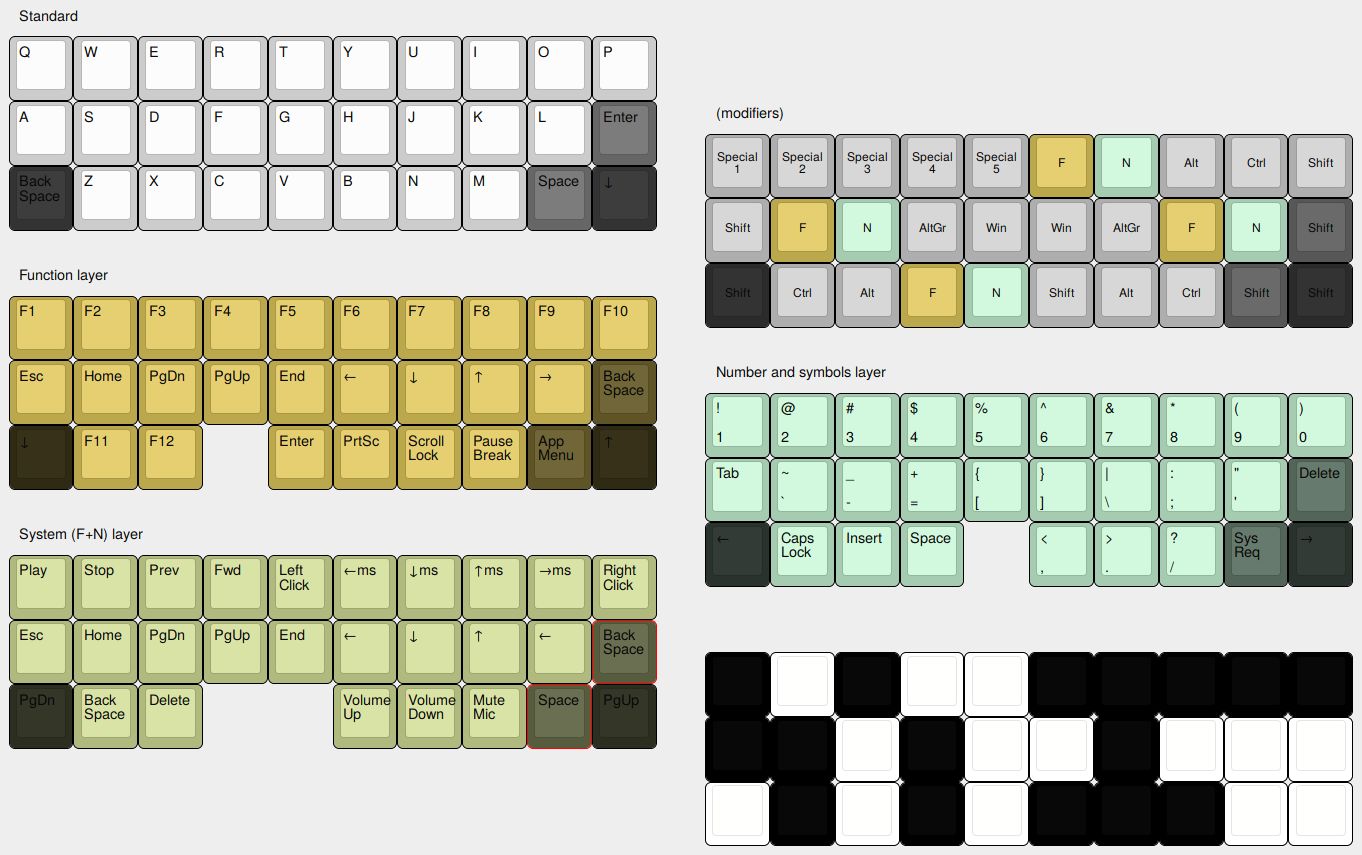 Standard
Q W E R T Y U I O P
A S D F G H J K L Enter
Back Space Z X C V B N M Space ↓
Function layer
F1 F2 F3 F4 F5 F6 F7 F8 F9 F10
Esc Home PgDn PgUp End ← ↓ ↑ → Back Space
↓ F11 F12 Enter PrtSc Scroll Lock Pause Break App Menu ↑
System (F+N) layer
Play Stop Prev Fwd Left Click ←ms ↓ms ↑ms →ms Right Click
Esc Home PgDn PgUp End ← ↓ ↑ ← Back Space
PgDn Back Space Delete Volume Up Volume Down Mute Mic Space PgUp
(modifiers)
Special 1 Special 2 Special 3 Special 4 Special 5 F N Alt Ctrl Shift
Shift F N AltGr Win Win AltGr F N Shift
Shift Ctrl Alt F N Shift Alt Ctrl Shift Shift
Number and symbols layer
! @ # $ % ^ & * ( )
1 2 3 4 5 6 7 8 9 0
Tab ~ _ + { } | : " Delete
` - = [ ] \ ; '
← Caps Lock Insert Space < > ? Sys Req →
, . /